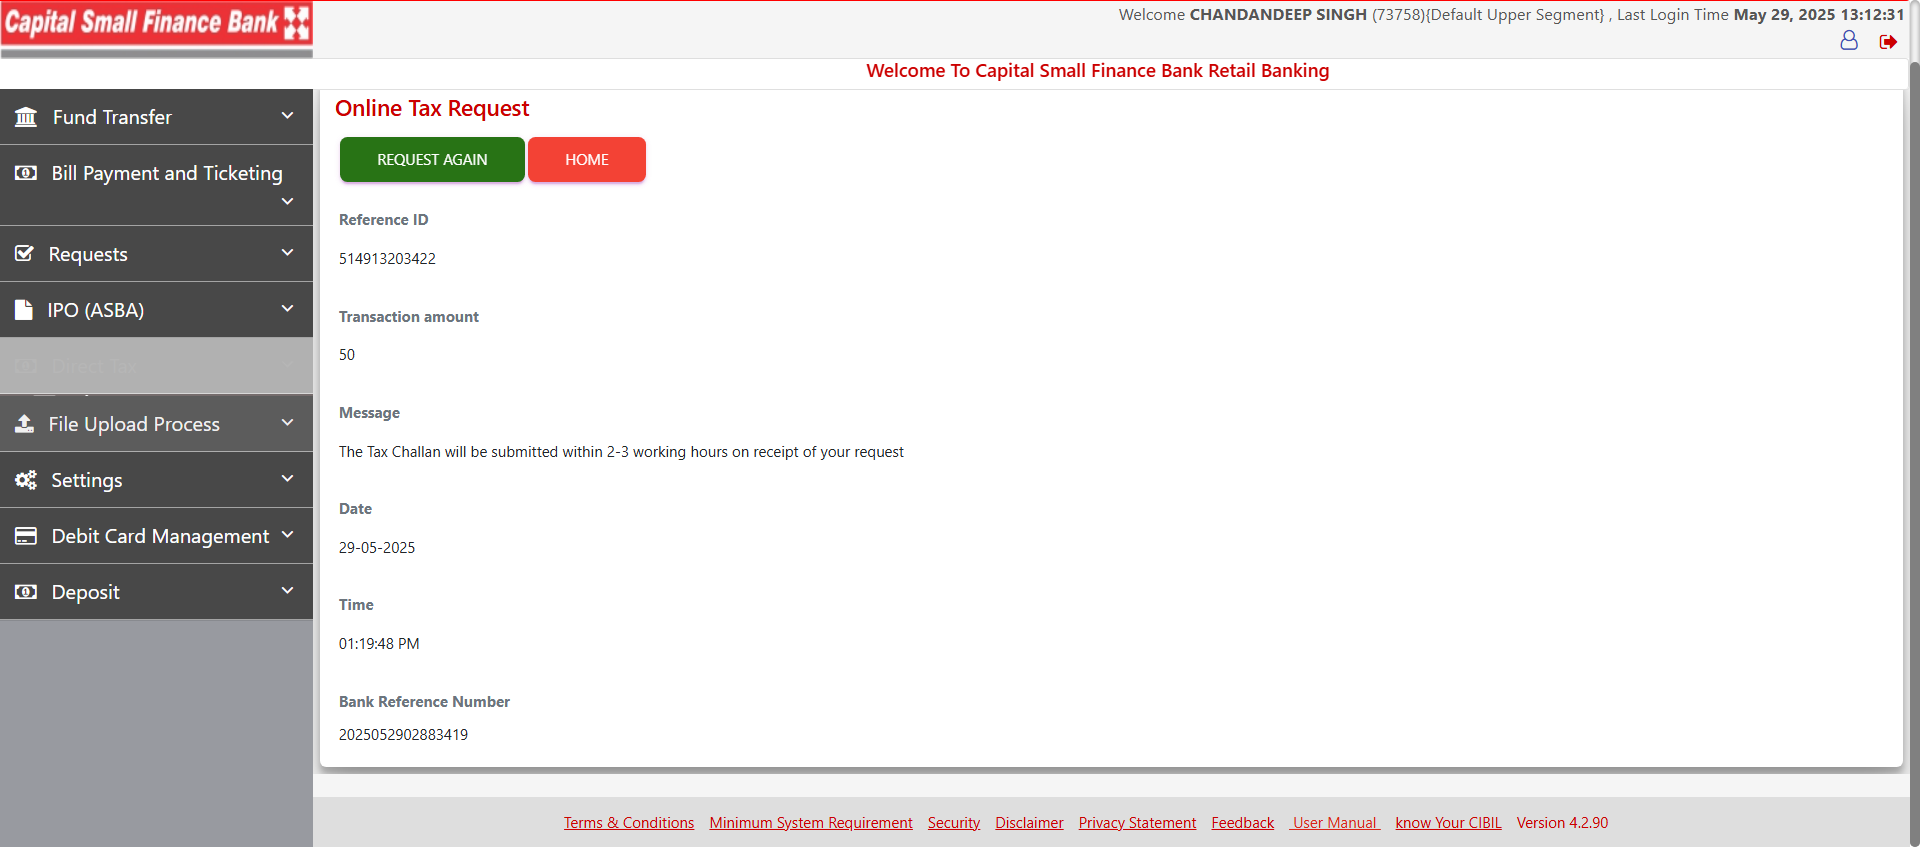 Capital Small Finance Bank
Welcome CHANDANDEEP SINGH (73758){Default Upper Segment} , Last Login Time May 29, 2025 13:12:31
Welcome To Capital Small Finance Bank Retail Banking
Fund Transfer
Bill Payment and Ticketing
Requests
IPO (ASBA)
Direct Tax
File Upload Process
Settings
Debit Card Management
Deposit
Online Tax Request
REQUEST AGAIN HOME
Reference ID
514913203422
Transaction amount
50
Message
The Tax Challan will be submitted within 2-3 working hours on receipt of your request
Date
29-05-2025
Time
01:19:48 PM
Bank Reference Number
2025052902883419
Terms & Conditions Minimum System Requirement Security Disclaimer Privacy Statement Feedback User Manual know Your CIBIL Version 4.2.90